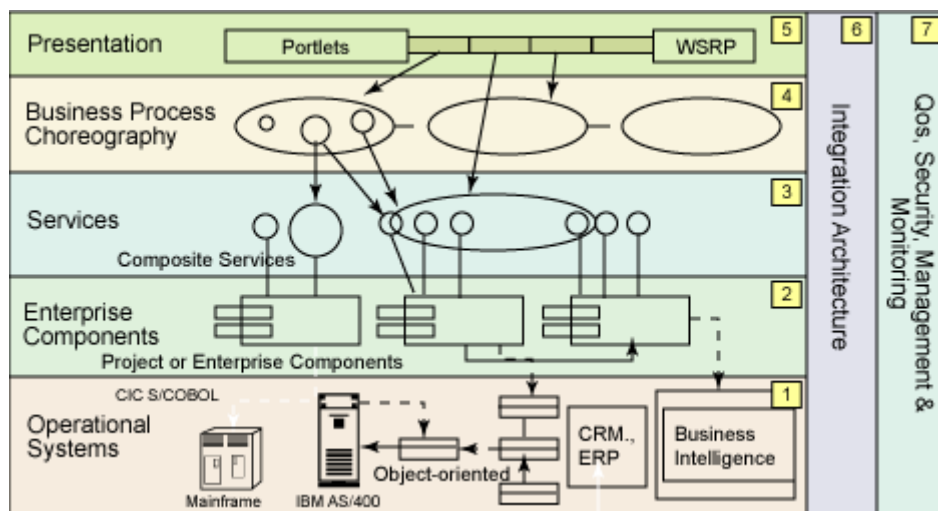 Presentation
Portlets
WSRP
5
6
7
Business Process
Choreography
4
Services
Composite Services
3
Enterprise
Components
Project or Enterprise Components
2
Operational
Systems
CIC S/COBOL
Mainframe
IBM AS/400
Object-oriented
CRM.,
ERP
Business
Intelligence
1
Integration Architecture
Qos, Security, Management &
Monitoring